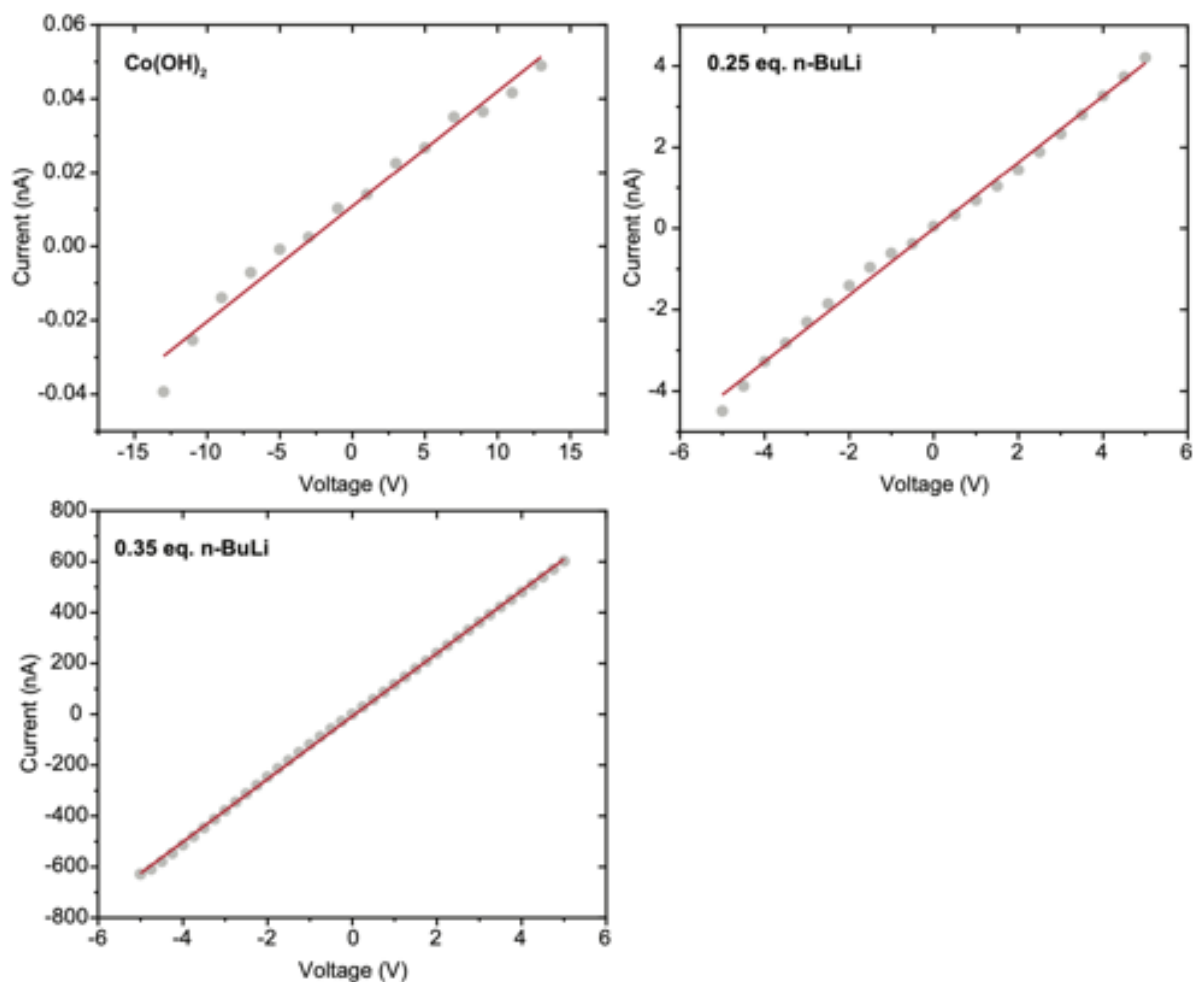 Co(OH)2
Current (nA)
0.06
0.04
0.02
0.00
-0.02
-0.04
-15 -10 -5 0 5 10 15
Voltage (V)
0.25 eq. n-BuLi
Current (nA)
4
2
0
-2
-4
-6 -4 -2 0 2 4 6
Voltage (V)
0.35 eq. n-BuLi
Current (nA)
800
600
400
200
0
-200
-400
-600
-800
-6 -4 -2 0 2 4 6
Voltage (V)